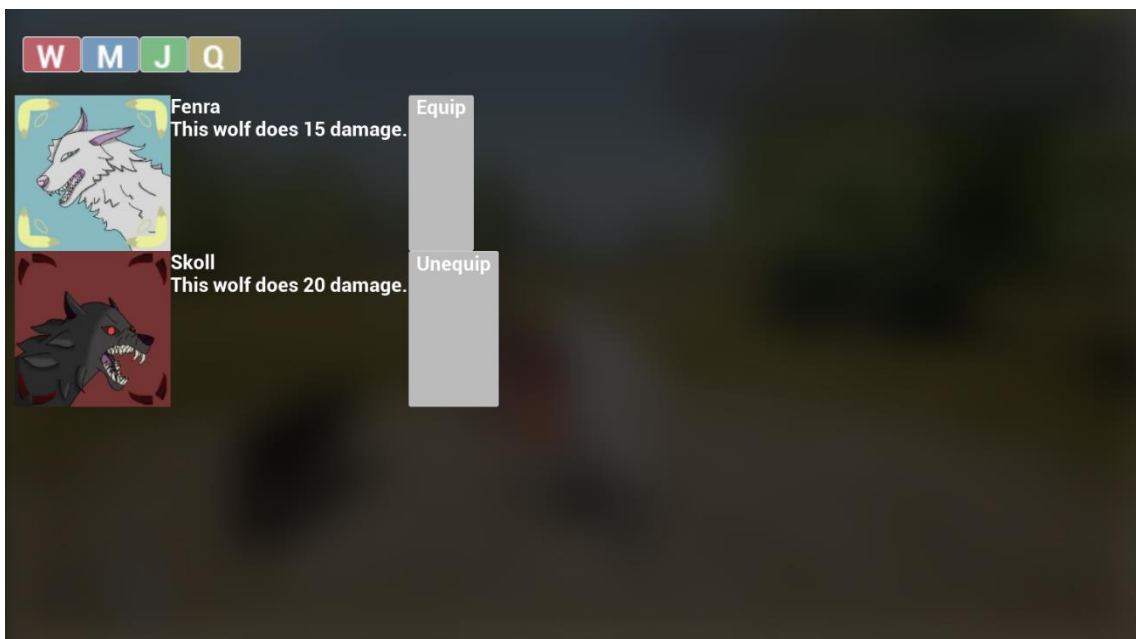 W M J Q
Fenra
This wolf does 15 damage.
Equip
Skoll
This wolf does 20 damage.
Unequip